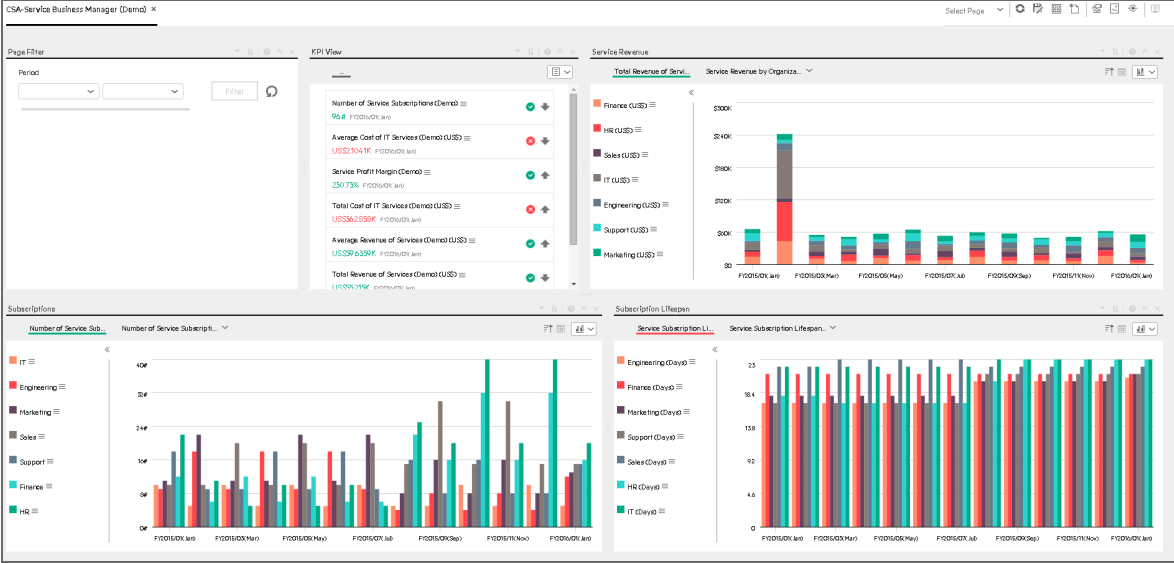 CSA-Service Business Manager (Demo) ×
Select Page
Page Filter
Period
Filter
KPI View
...
Number of Service Subscriptions (Demo)
96# FY2016/01(Jan)
Average Cost of IT Services (Demo) (US$)
US$2.1041K FY2016/01(Jan)
Service Profit Margin (Demo)
230.73% FY2016/01(Jan)
Total Cost of IT Services (Demo) (US$)
US$362.858K FY2016/01(Jan)
Average Revenue of Services (Demo) (US$)
US$9.6359K FY2016/01(Jan)
Total Revenue of Services (Demo) (US$)
US$55.215K FY2016/01(Jan)
Service Revenue
Total Revenue of Servi... Service Revenue by Organiza...
Finance (US$)
HR (US$)
Sales (US$)
IT (US$)
Engineering (US$)
Support (US$)
Marketing (US$)
$300K
$240K
$180K
$120K
$60K
$0
FY2015/01(Jan) FY2015/03(Mar) FY2015/05(May) FY2015/07(Jul) FY2015/09(Sep) FY2015/11(Nov) FY2016/01(Jan)
Subscriptions
Number of Service Sub... Number of Service Subscripti...
IT
Engineering
Marketing
Sales
Support
Finance
HR
40#
32#
24#
16#
8#
0#
FY2015/01(Jan) FY2015/03(Mar) FY2015/05(May) FY2015/07(Jul) FY2015/09(Sep) FY2015/11(Nov) FY2016/01(Jan)
Subscription Lifespan
Service Subscription Li... Service Subscription Lifespan...
Engineering (Days)
Finance (Days)
Marketing (Days)
Support (Days)
Sales (Days)
HR (Days)
IT (Days)
23
18.4
13.8
9.2
4.6
0
FY2015/01(Jan) FY2015/03(Mar) FY2015/05(May) FY2015/07(Jul) FY2015/09(Sep) FY2015/11(Nov) FY2016/01(Jan)